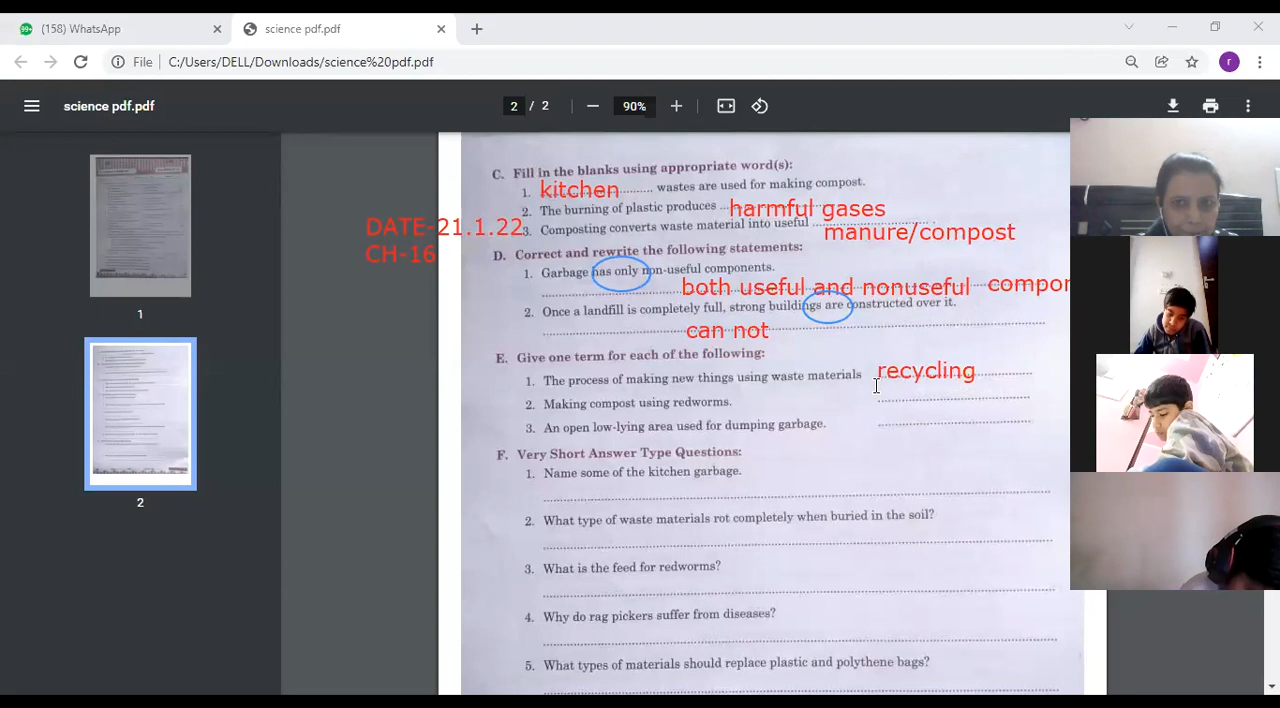 (158) WhatsApp
science pdf.pdf
File
C:/Users/DELL/Downloads/science%20pdf.pdf
r
science pdf.pdf
2 / 2
90%
1
2
DATE-21.1.22
CH-16
C. Fill in the blanks using appropriate word(s):
1. kitchen ......... wastes are used for making compost.
2. The burning of plastic produces ... harmful gases
3. Composting converts waste material into useful ... manure/compost
D. Correct and rewrite the following statements:
1. Garbage has only non-useful components.
both useful and nonuseful compor
2. Once a landfill is completely full, strong buildings are constructed over it.
can not
E. Give one term for each of the following:
1. The process of making new things using waste materials recycling
2. Making compost using redworms.
3. An open low-lying area used for dumping garbage.
F. Very Short Answer Type Questions:
1. Name some of the kitchen garbage.
2. What type of waste materials rot completely when buried in the soil?
3. What is the feed for redworms?
4. Why do rag pickers suffer from diseases?
5. What types of materials should replace plastic and polythene bags?